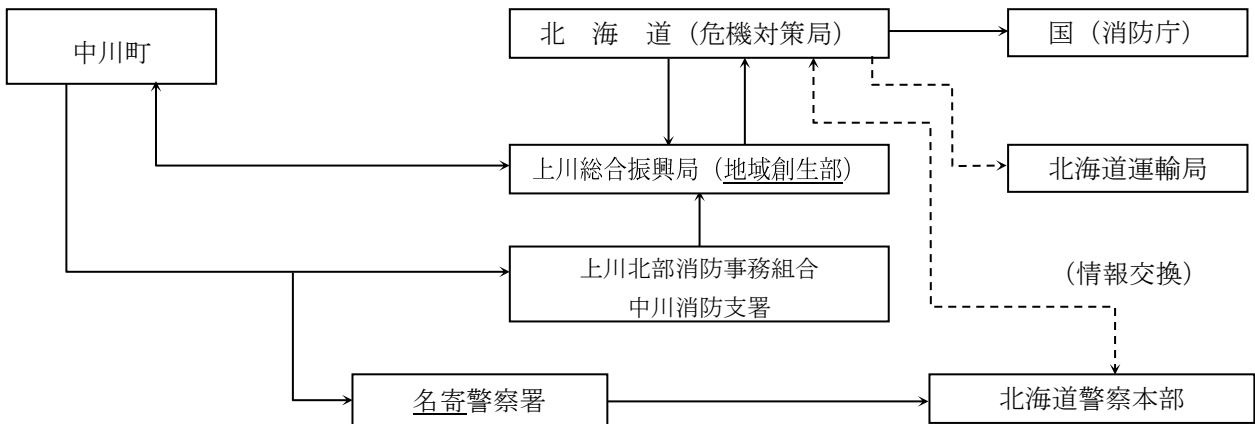 中川町
北　海　道（危機対策局）
国（消防庁）
上川総合振興局（地域創生部）
北海道運輸局
上川北部消防事務組合
中川消防支署
（情報交換）
名寄警察署
北海道警察本部